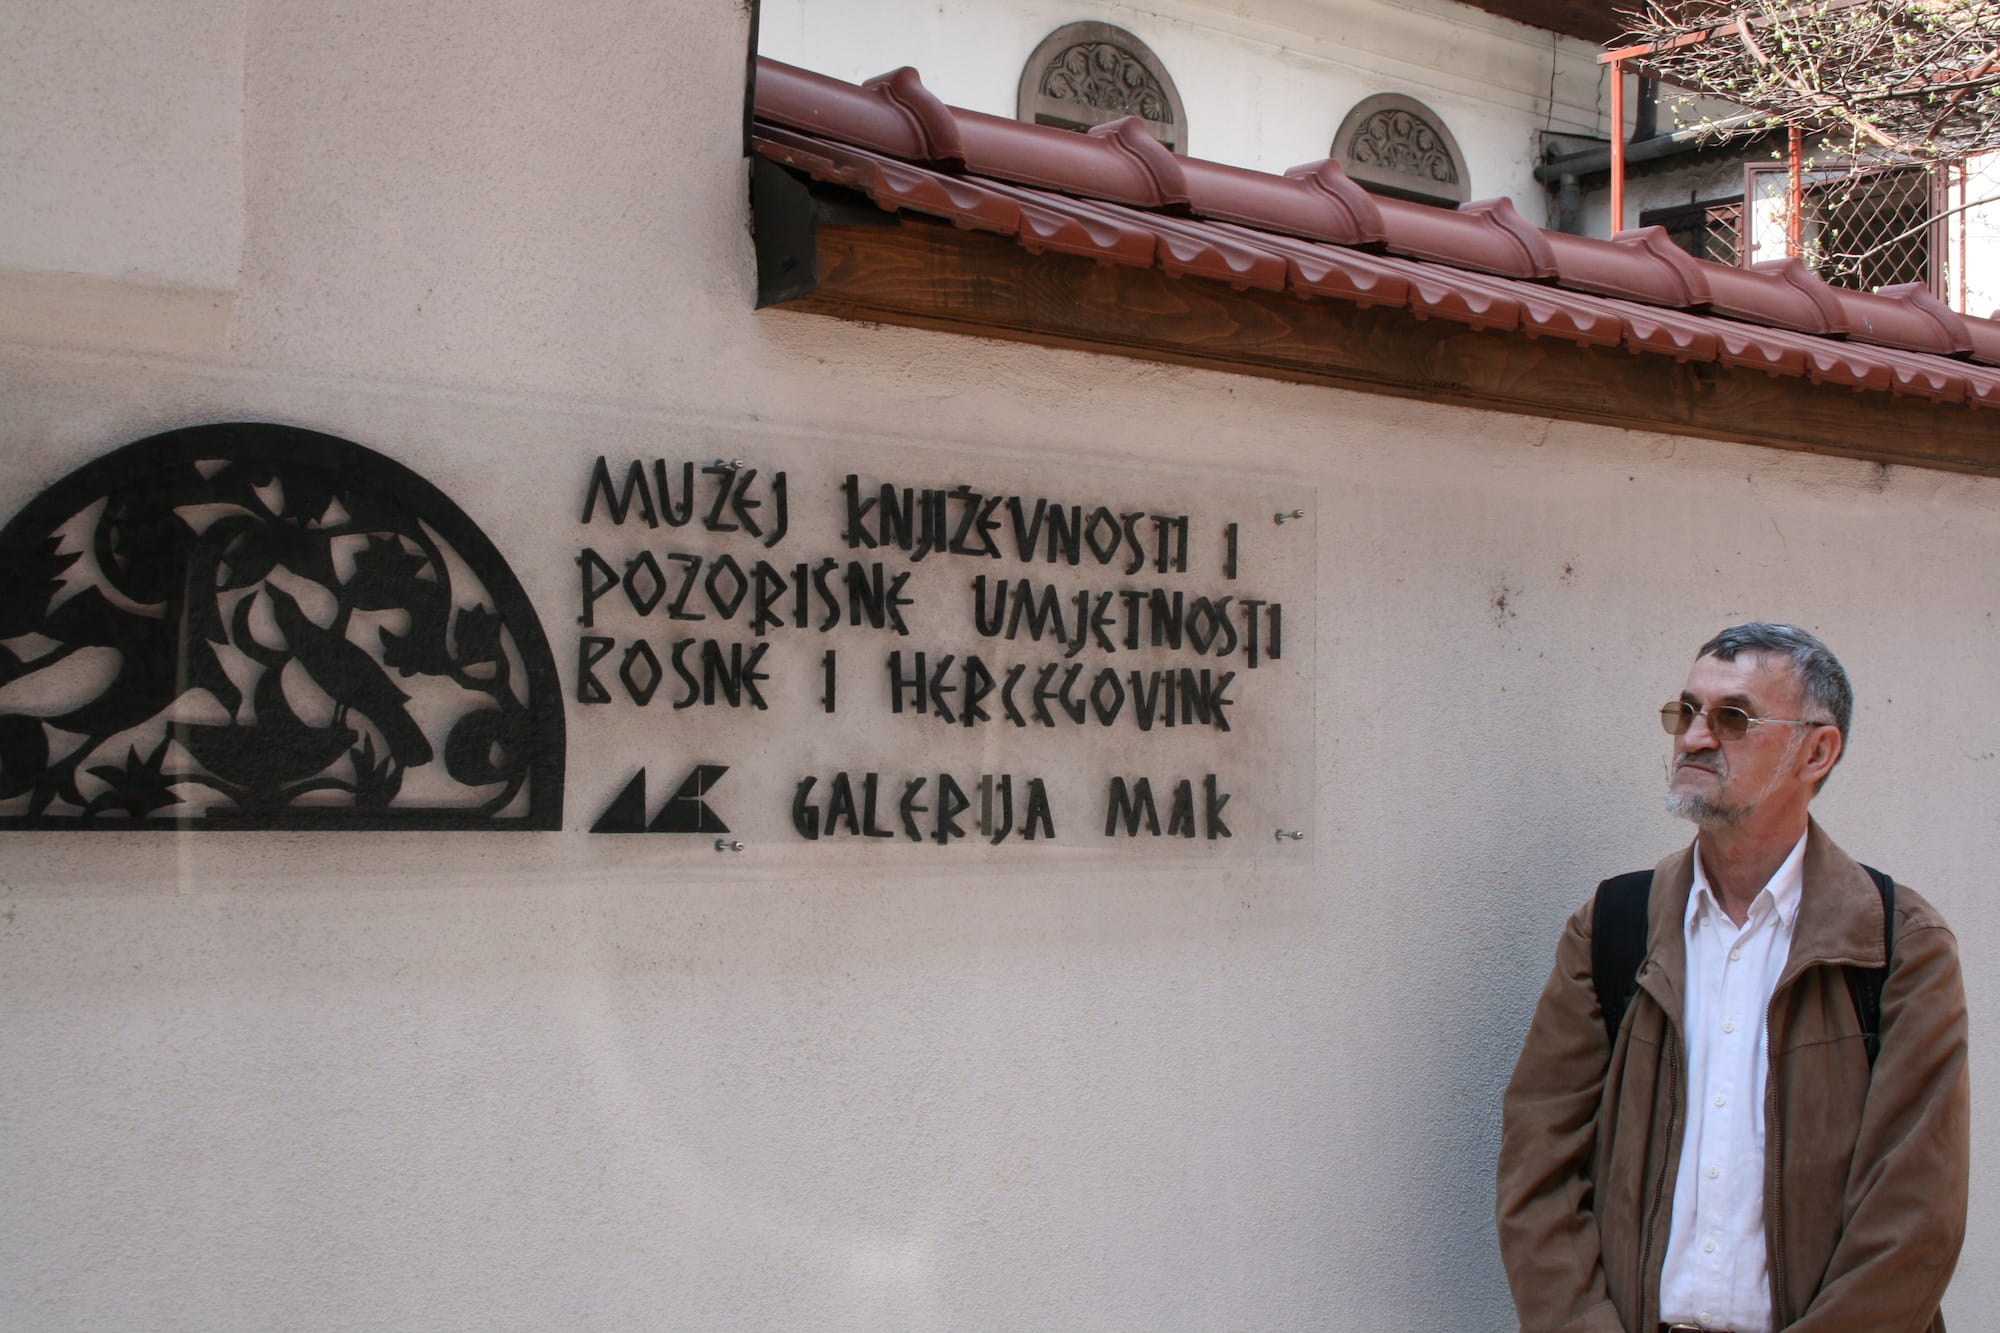 MUZEJ KNJIŽEVNOSTI I
POZORIŠNE UMJETNOSTI
BOSNE I HERCEGOVINE
GALERIJA MAK